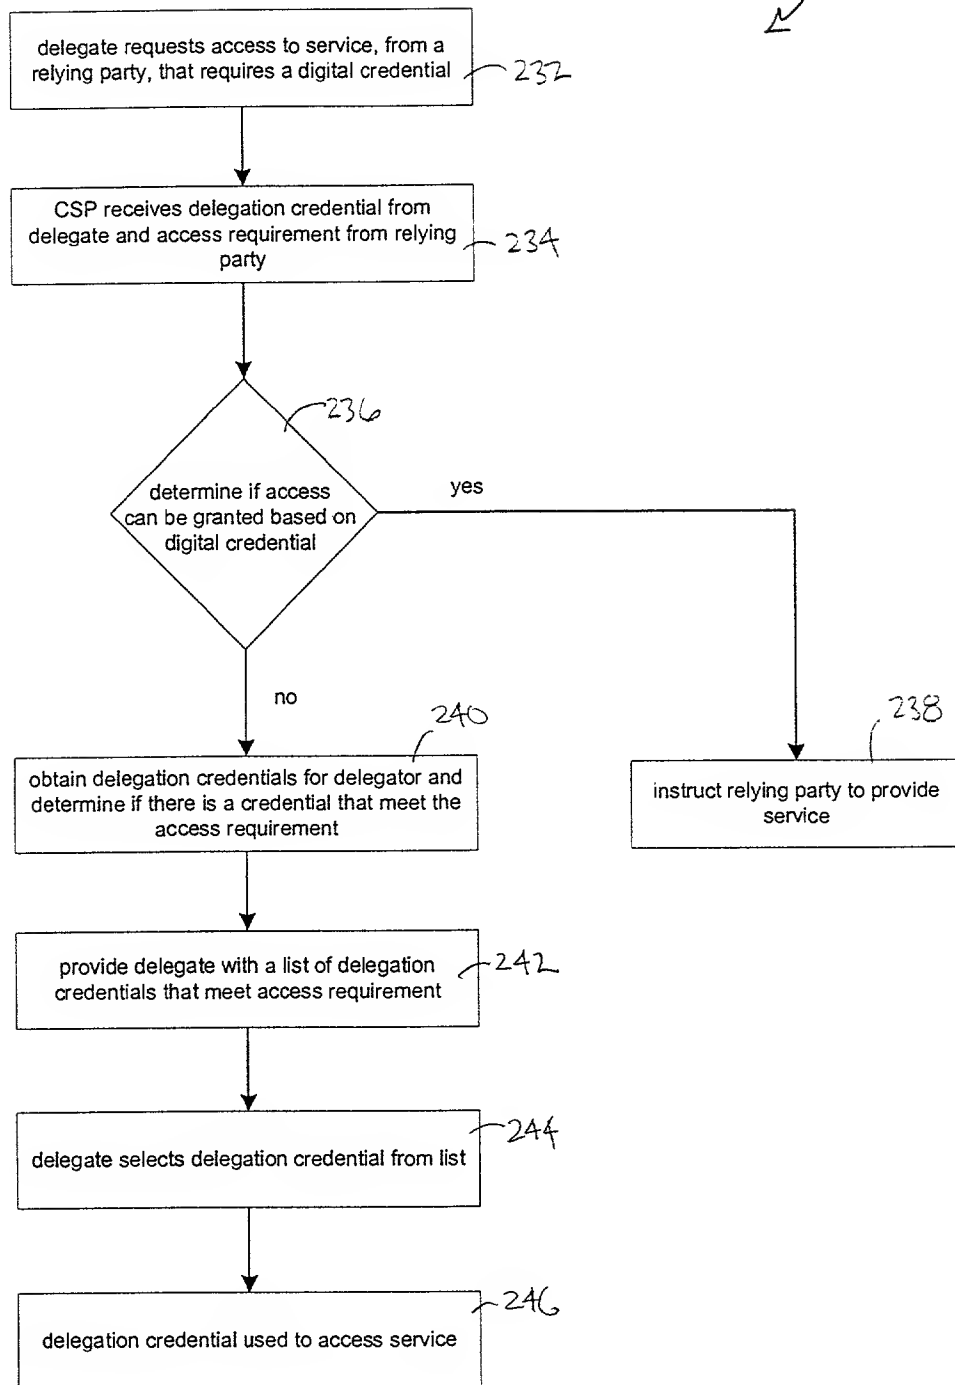 delegate requests access to service, from a
relying party, that requires a digital credential
232
CSP receives delegation credential from
delegate and access requirement from relying
party
234
236
determine if access
can be granted based on
digital credential
yes
no
240
238
obtain delegation credentials for delegator and
determine if there is a credential that meet the
access requirement
instruct relying party to provide
service
provide delegate with a list of delegation
credentials that meet access requirement
242
244
delegate selects delegation credential from list
246
delegation credential used to access service